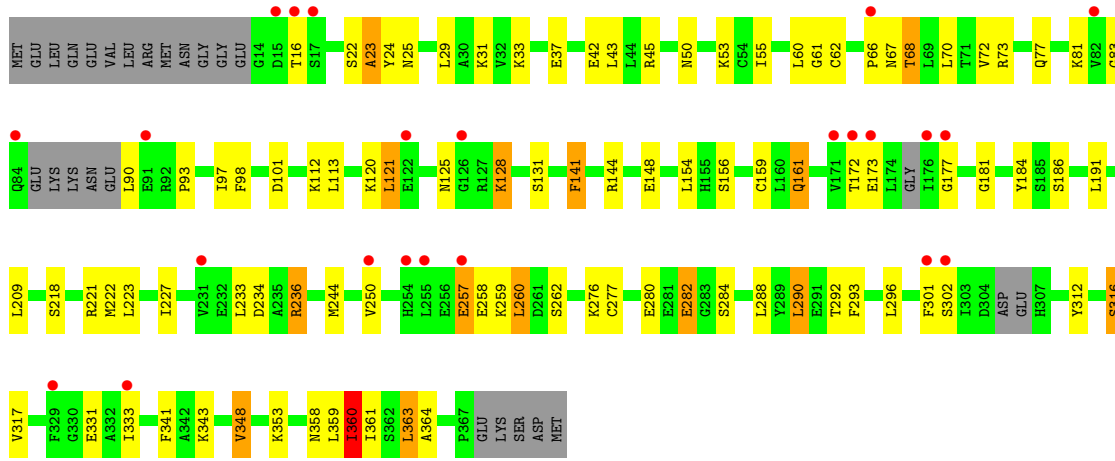 MET GLU LEU LEU GLN GLU VAL LEU ARG MET ASN GLY GLY GLU G14 D15 T16 S17 S22 A23 Y24 N25 L29 A30 K31 V32 K33 E37 E42 L43 L44 R45 N50 K53 C54 I55 L60 G61 C62 P66 N67 T68 L69 L70 T71 V72 R73 Q77 K81 V82 C83
Q84 GLU LYS LYS ASN GLU L90 E91 R92 P93 I97 F98 D101 K112 L113 K120 L121 E122 N125 G126 R127 K128 S131 F141 R144 E148 L154 H155 S156 C159 L160 Q161 V171 T172 E173 L174 GLY I176 G177 G181 Y184 S185 S186 L191
L209 S218 R221 M222 L223 I227 V231 E232 L233 D234 A235 R236 M244 V250 H254 L255 E256 E257 E258 K259 L260 D261 S262 K276 C277 E280 E281 E282 G283 S284 L288 Y289 L290 E291 T292 F293 L296 F301 S302 I303 D304 ASP GLU H307 Y312 S316
V317 F329 G330 E331 A332 I333 F341 A342 K343 V348 K353 N358 L359 I360 I361 S362 L363 A364 P367 GLU LYS SER ASP MET